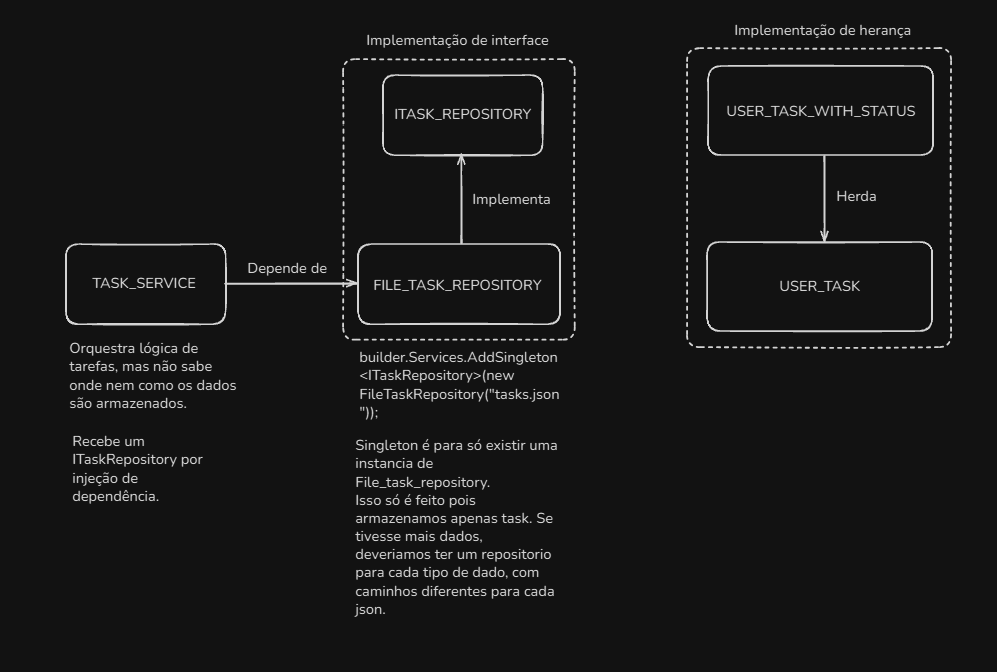 Implementação de interface
ITASK_REPOSITORY
Implementa
FILE_TASK_REPOSITORY
Depende de
TASK_SERVICE
Orquestra lógica de
tarefas, mas não sabe
onde nem como os dados
são armazenados.
Recebe um
ITaskRepository por
injeção de
dependência.
builder.Services.AddSingleton
<ITaskRepository>(new
FileTaskRepository("tasks.json
"));
Singleton é para só existir uma
instancia de
File_task_repository.
Isso só é feito pois
armazenamos apenas task. Se
tivesse mais dados,
deveriamos ter um repositorio
para cada tipo de dado, com
caminhos diferentes para cada
json.
Implementação de herança
USER_TASK_WITH_STATUS
Herda
USER_TASK